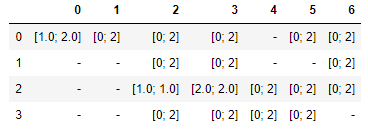 0 1 2 3 4 5 6
0 [1.0; 2.0] [0; 2] [0; 2] [0; 2] - [0; 2] [0; 2]
1 - - [0; 2] [0; 2] - - [0; 2]
2 - - [1.0; 1.0] [2.0; 2.0] [0; 2] [0; 2] [0; 2]
3 - - [0; 2] [0; 2] [0; 2] [0; 2] -